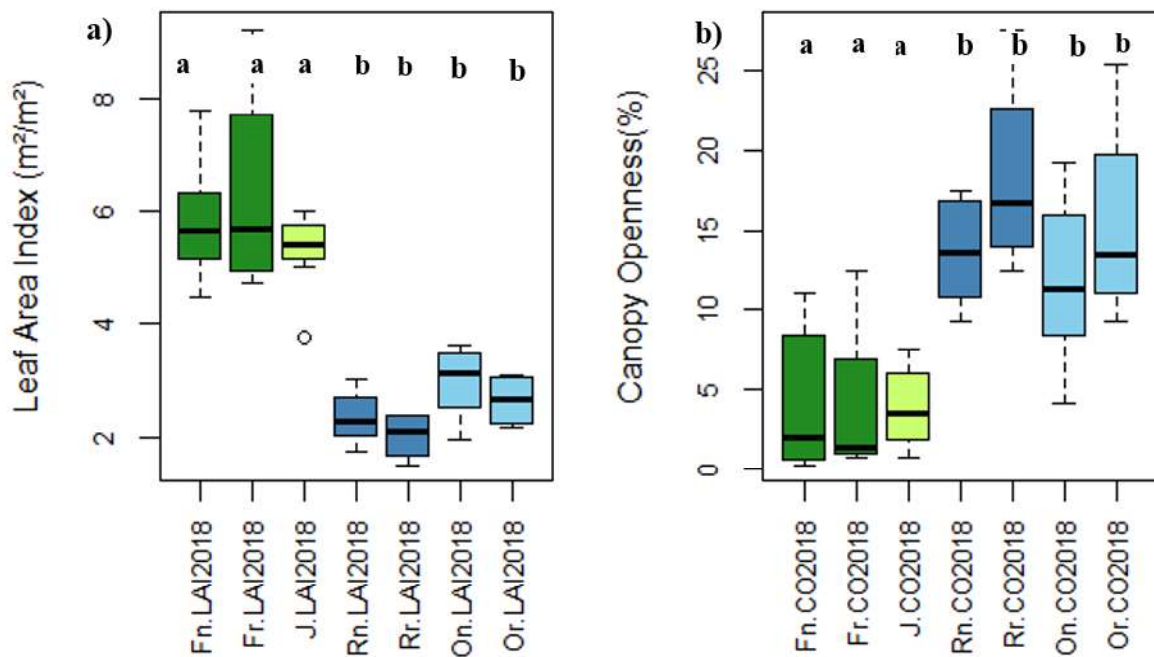 a)
a a a b b b b
Leaf Area Index (m²/m²)
8
6
4
2
Fn.LAI2018
Fr.LAI2018
J.LAI2018
Rn.LAI2018
Rr.LAI2018
On.LAI2018
Or.LAI2018
b)
a a a b b b b
Canopy Openness(%)
25
20
15
10
5
0
Fn.CO2018
Fr.CO2018
J.CO2018
Rn.CO2018
Rr.CO2018
On.CO2018
Or.CO2018